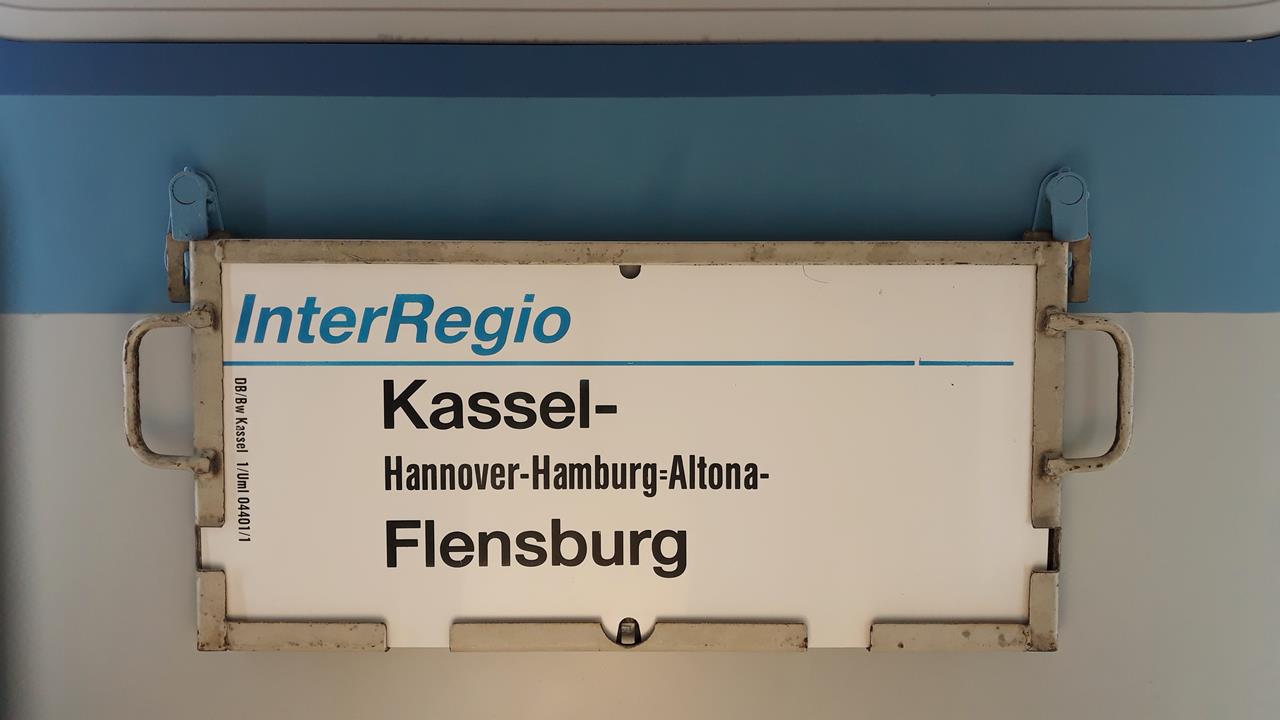 InterRegio
Kassel-
Hannover-Hamburg=Altona-
Flensburg
DB/Bw Kassel 1/Uml 04401/1